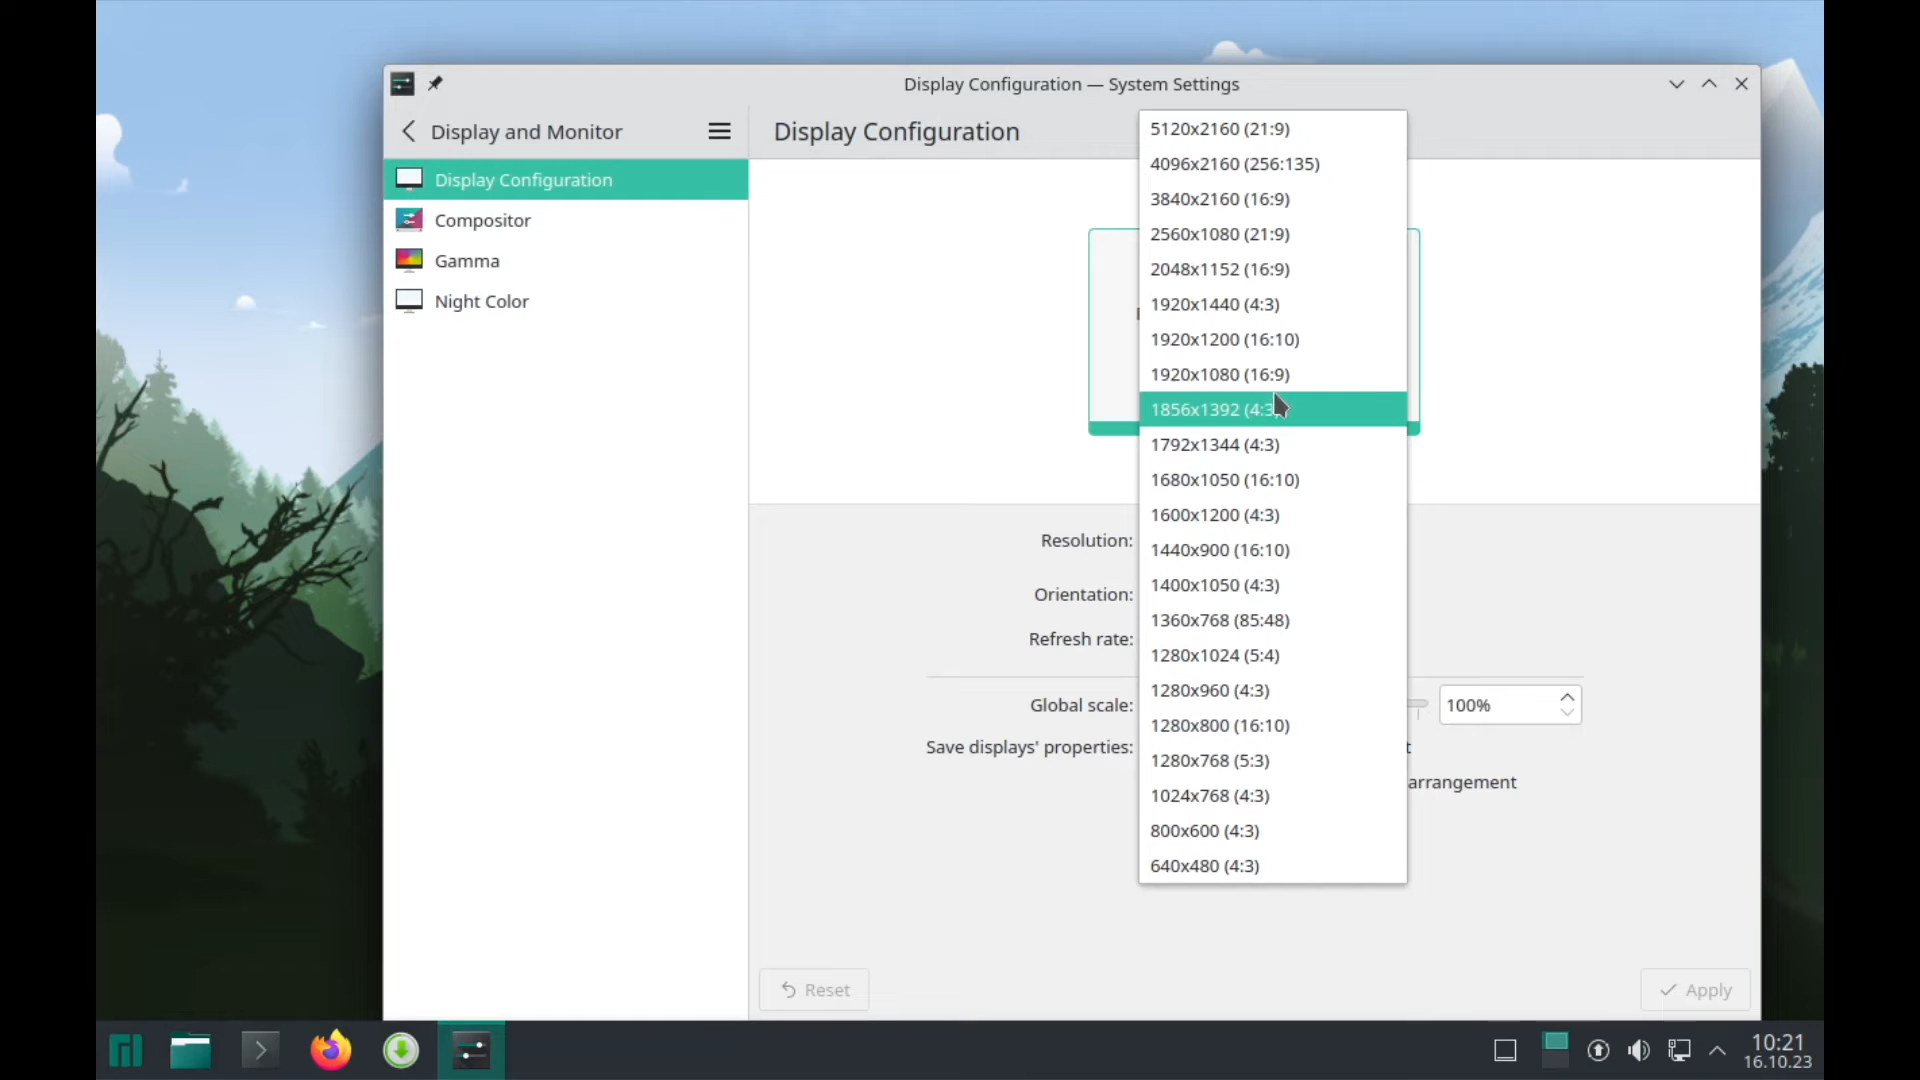 Display Configuration — System Settings
Display and Monitor
Display Configuration
Display Configuration
Compositor
Gamma
Night Color
5120x2160 (21:9)
4096x2160 (256:135)
3840x2160 (16:9)
2560x1080 (21:9)
2048x1152 (16:9)
1920x1440 (4:3)
1920x1200 (16:10)
1920x1080 (16:9)
1856x1392 (4:3)
1792x1344 (4:3)
1680x1050 (16:10)
1600x1200 (4:3)
1440x900 (16:10)
1400x1050 (4:3)
1360x768 (85:48)
1280x1024 (5:4)
1280x960 (4:3)
1280x800 (16:10)
1280x768 (5:3)
1024x768 (4:3)
800x600 (4:3)
640x480 (4:3)
Resolution:
Orientation:
Refresh rate:
Global scale:
100%
Save displays' properties:
arrangement
Reset
Apply
10:21
16.10.23